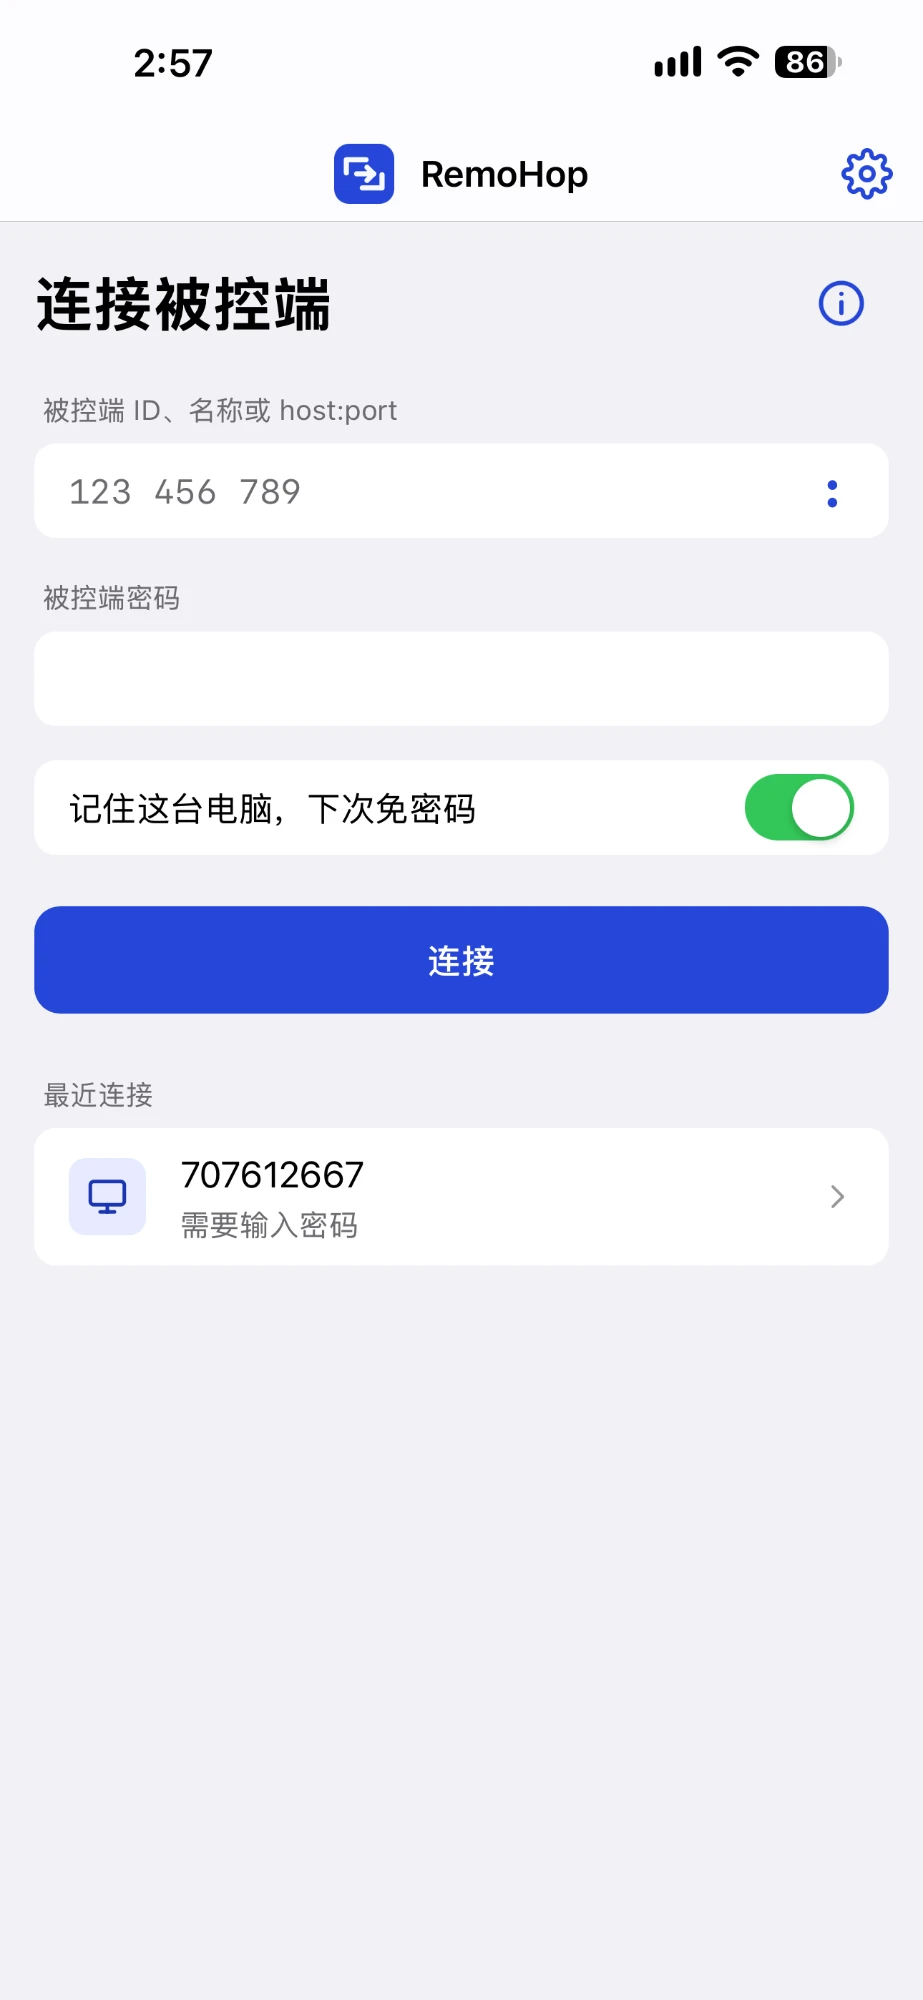 2:57
86
RemoHop
连接被控端
被控端 ID、名称或 host:port
123 456 789
被控端密码
记住这台电脑，下次免密码
连接
最近连接
707612667
需要输入密码